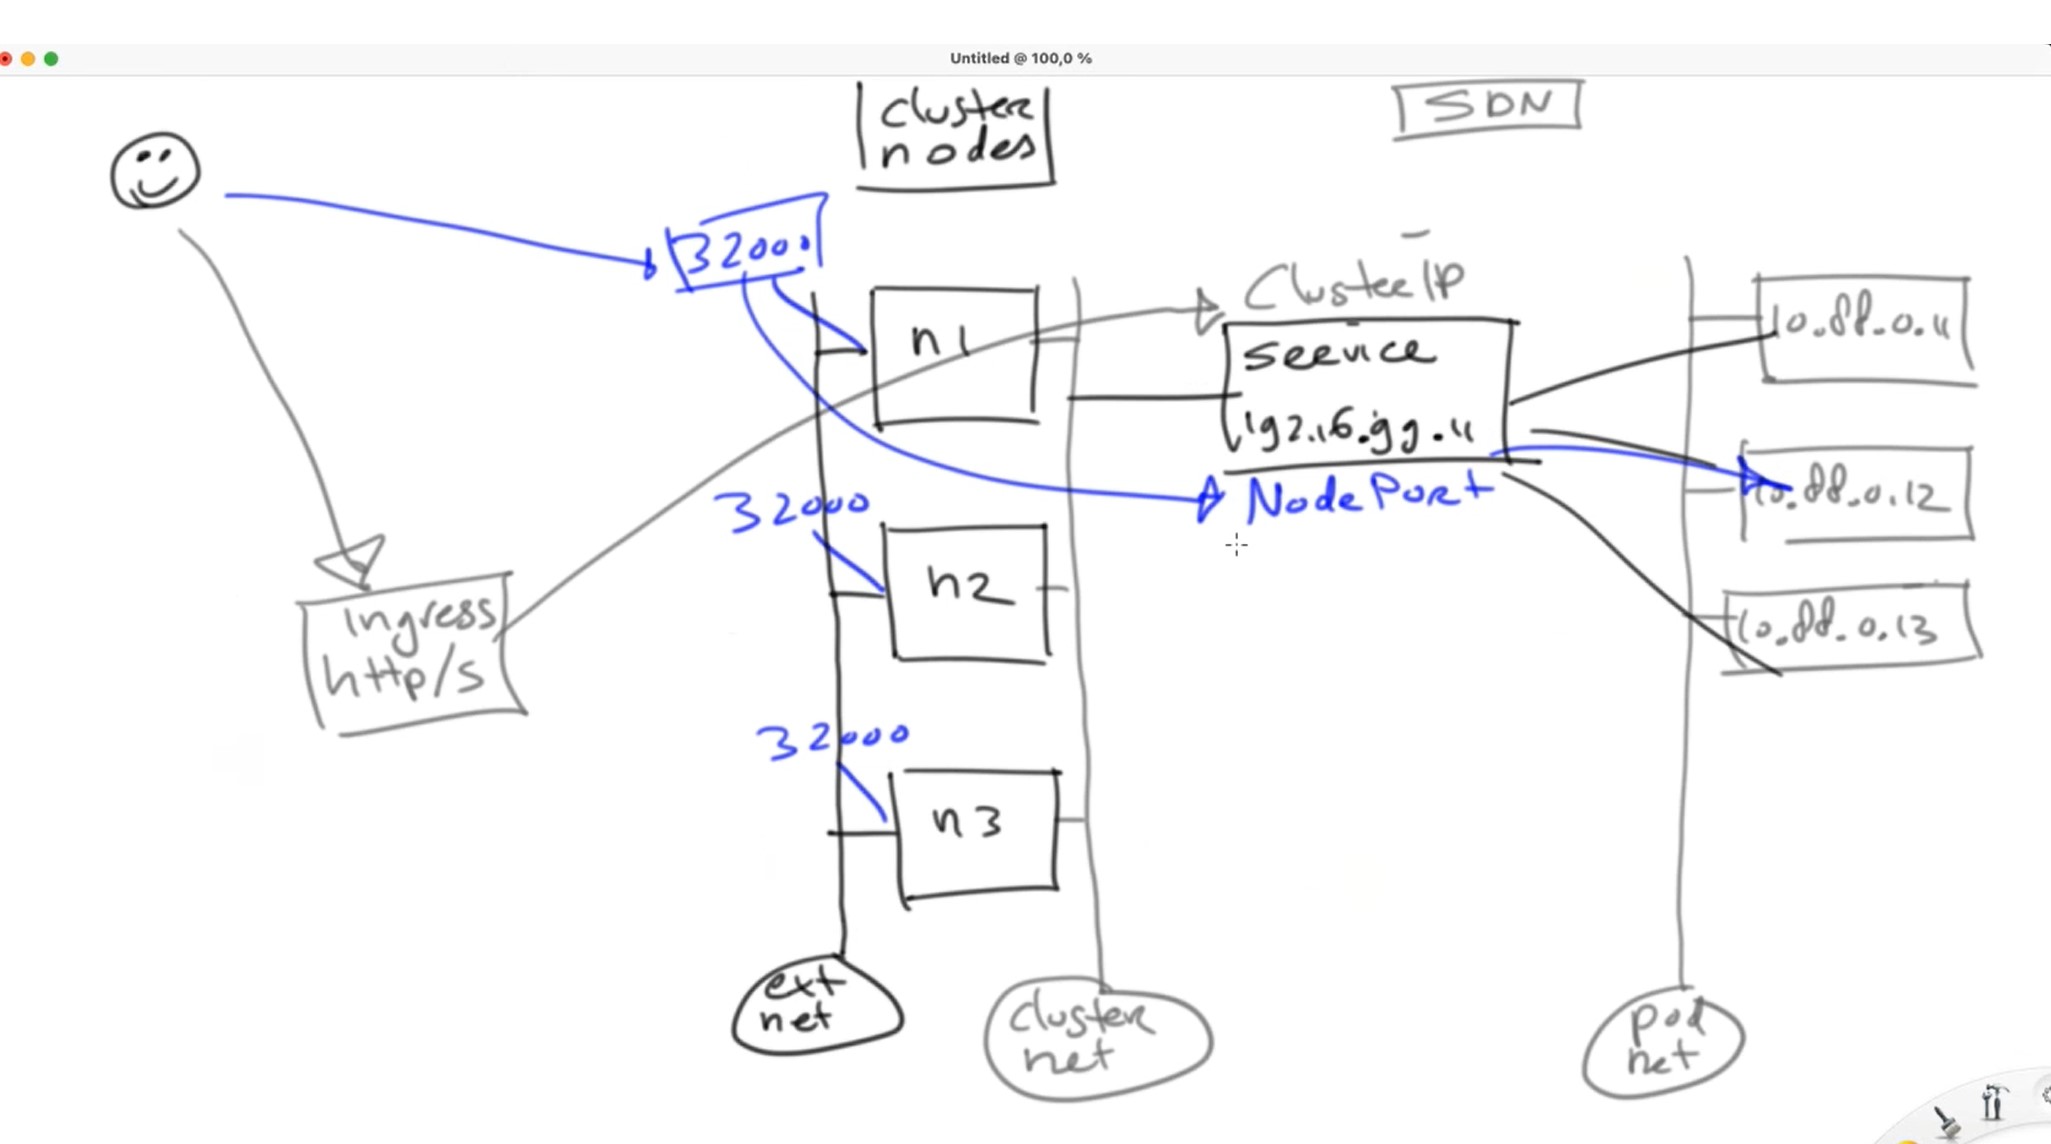 Untitled @ 100,0 %
cluster
nodes
SDN
32000
n1
ClusterIP
service
192.16.99.11
NodePort
10.88.0.11
10.88.0.12
10.88.0.13
32000
n2
ingress
http/s
32000
n3
ext
net
cluster
net
pod
net